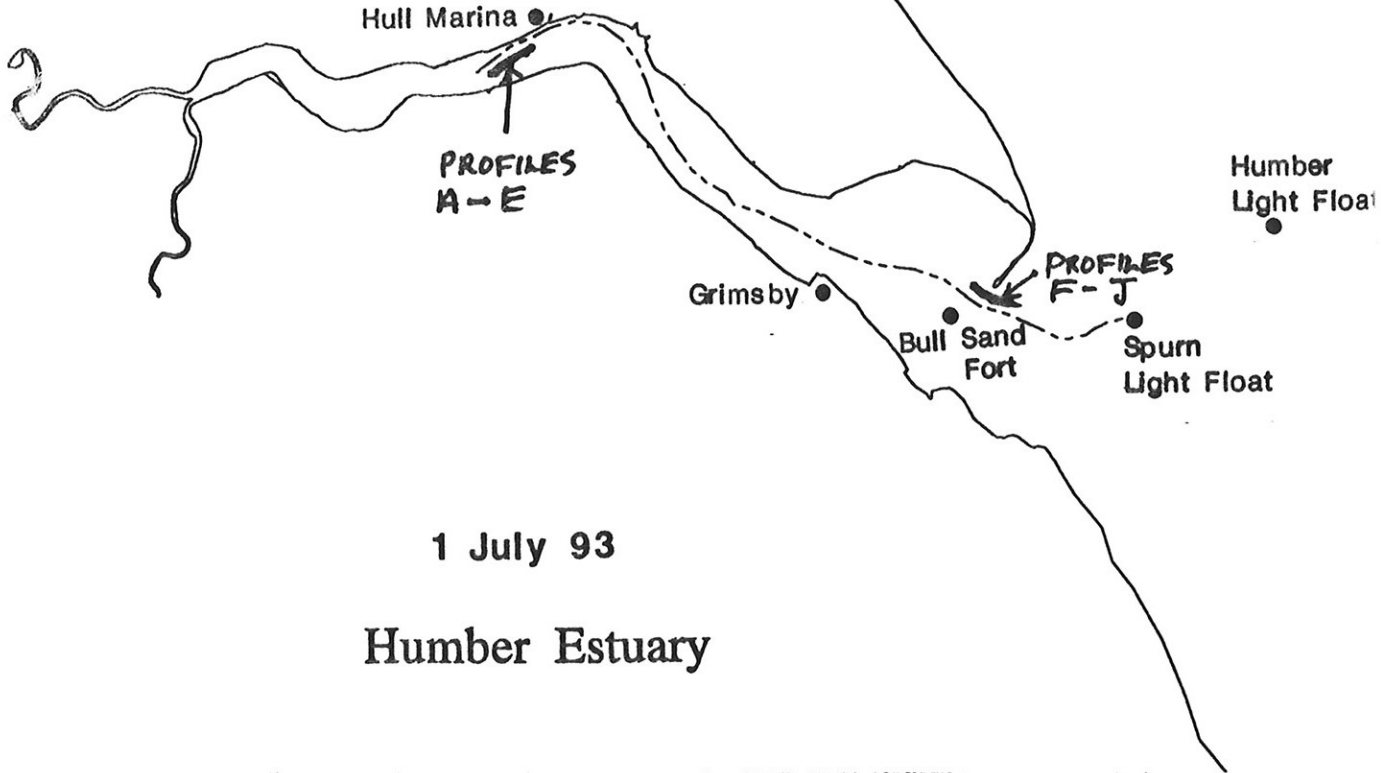 Hull Marina
PROFILES
A - E
Humber
Light Float
PROFILES
F - J
Grimsby
Bull Sand
Fort
Spurn
Light Float
1 July 93
Humber Estuary